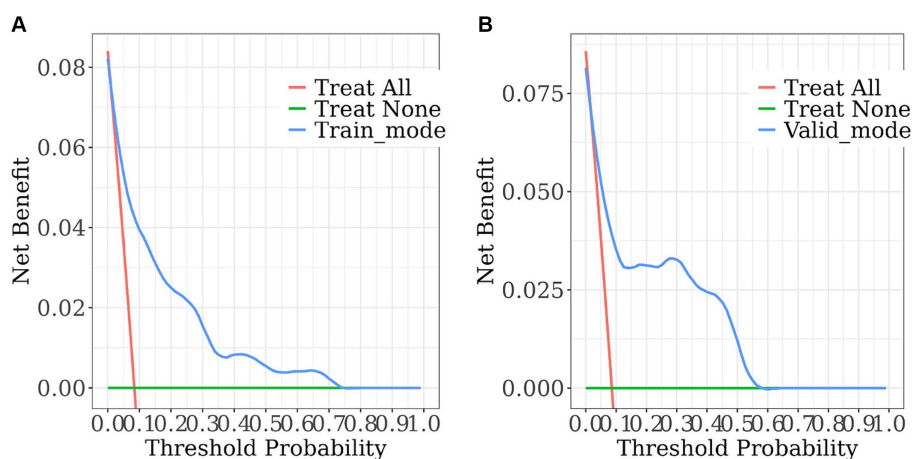 A
0.08
0.06
0.04
0.02
0.00
Net Benefit
Treat All
Treat None
Train_mode
0.00.10.20.30.40.50.60.70.80.91.0
Threshold Probability
B
0.075
0.050
0.025
0.000
Net Benefit
Treat All
Treat None
Valid_mode
0.00.10.20.30.40.50.60.70.80.91.0
Threshold Probability